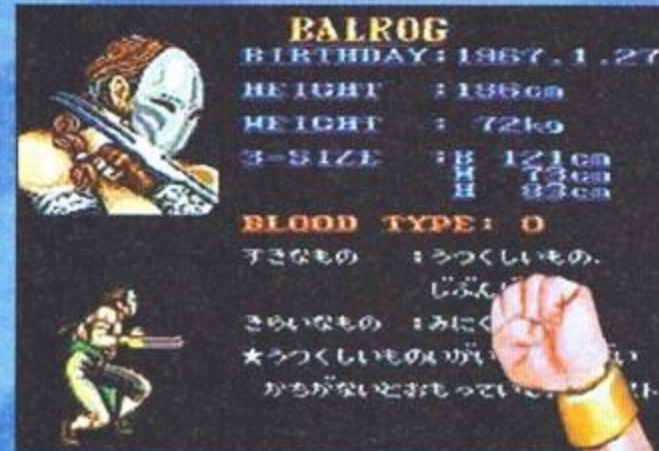 BALROG
BIRTHDAY:1967.1.27
HEIGHT :186cm
WEIGHT : 72kg
3-SIZE :B 121cm
W 73cm
H 83cm
BLOOD TYPE: O
すきなもの :うつくしいもの.
じぶん
きらいなもの :みにく
★うつくしいものいがい い
かちがないとおもってい スト